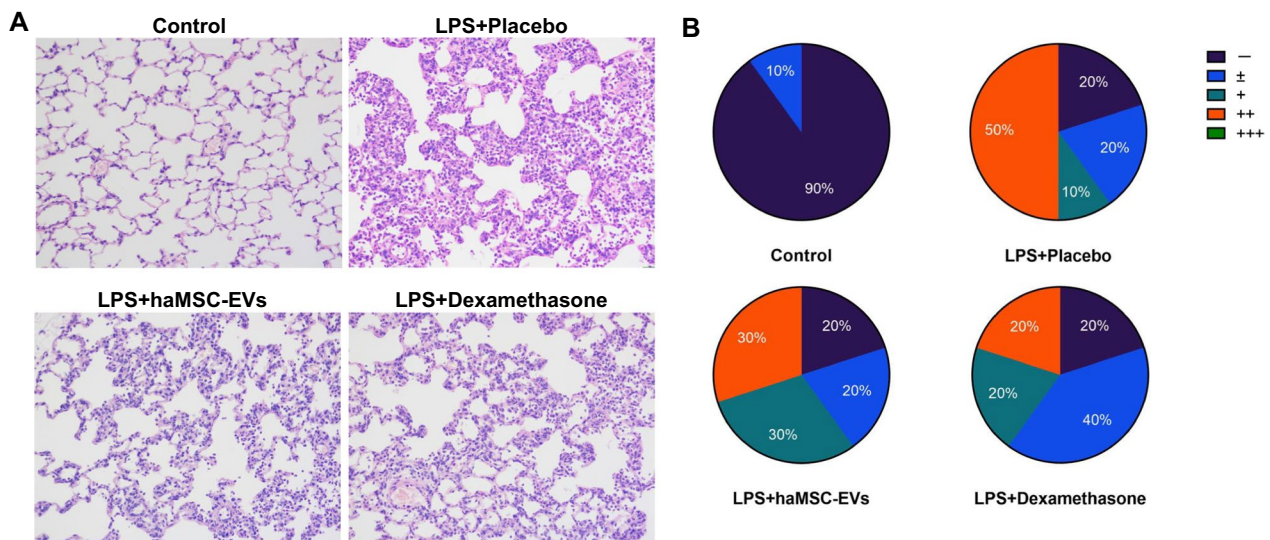 A
Control
LPS+Placebo
LPS+haMSC-EVs
LPS+Dexamethasone
B
10%
90%
Control
20%
20%
10%
50%
LPS+Placebo
—
±
+
++
+++
20%
20%
30%
30%
LPS+haMSC-EVs
20%
40%
20%
20%
LPS+Dexamethasone